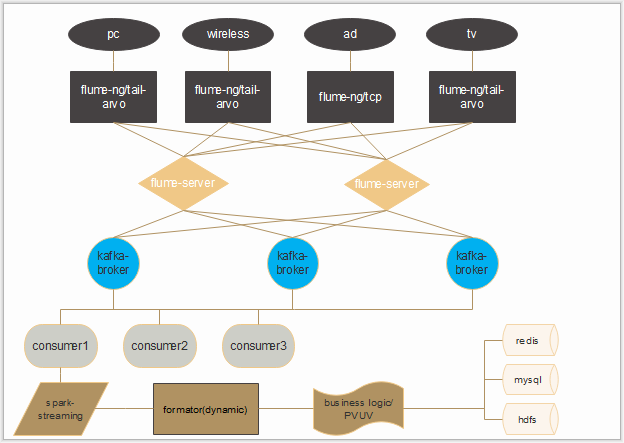 pc
wireless
ad
tv
flume-ng/tail-
arvo
flume-ng/tail-
arvo
flume-ng/tcp
flume-ng/tail-
arvo
flume-server
flume-server
kafka-
broker
kafka-
broker
kafka-
broker
consumer1
consumer2
consumer3
spark-
streaming
formator(dynamic)
business logic/
PVUV
redis
mysql
hdfs